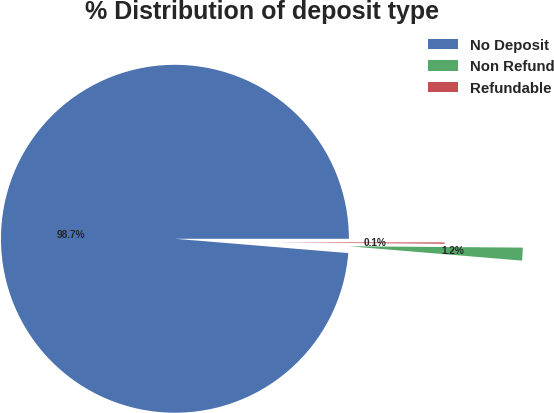 % Distribution of deposit type
No Deposit
Non Refund
Refundable
98.7%
0.1%
1.2%